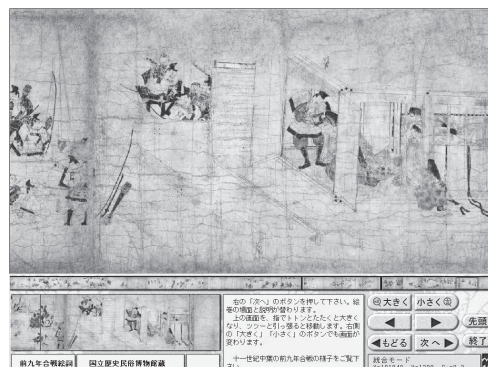 右の「次へ」のボタンを押して下さい。絵
巻の場面と説明が替わります。
上の画面を、指でトントンとたたくと大きく
なり、ツツーと引っ張ると移動します。右側
の「大きく」「小さく」のボタンでも画面が
変わります。
十一世紀中葉の前九年合戦の様子をご覧下
さい。
大きく 小さく
◀ ▶ 先頭
◀もどる 次へ▶ 終了
統合モード
前九年合戦絵詞 国立歴史民俗博物館蔵